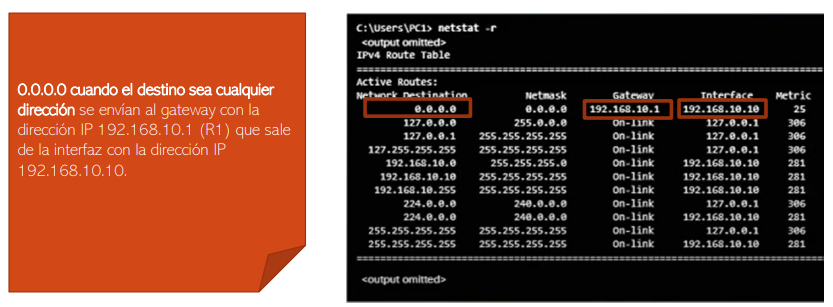 0.0.0.0 cuando el destino sea cualquier
dirección se envían al gateway con la
dirección IP 192.168.10.1 (R1) que sale
de la interfaz con la dirección IP
192.168.10.10.
C:\Users\PC1> netstat -r
<output omitted>
IPv4 Route Table
===========================================================================
Active Routes:
Network Destination Netmask Gateway Interface Metric
0.0.0.0 0.0.0.0 192.168.10.1 192.168.10.10 25
127.0.0.0 255.0.0.0 On-link 127.0.0.1 306
127.0.0.1 255.255.255.255 On-link 127.0.0.1 306
127.255.255.255 255.255.255.255 On-link 127.0.0.1 306
192.168.10.0 255.255.255.0 On-link 192.168.10.10 281
192.168.10.10 255.255.255.255 On-link 192.168.10.10 281
192.168.10.255 255.255.255.255 On-link 192.168.10.10 281
224.0.0.0 240.0.0.0 On-link 127.0.0.1 306
224.0.0.0 240.0.0.0 On-link 192.168.10.10 281
255.255.255.255 255.255.255.255 On-link 127.0.0.1 306
255.255.255.255 255.255.255.255 On-link 192.168.10.10 281
===========================================================================
<output omitted>